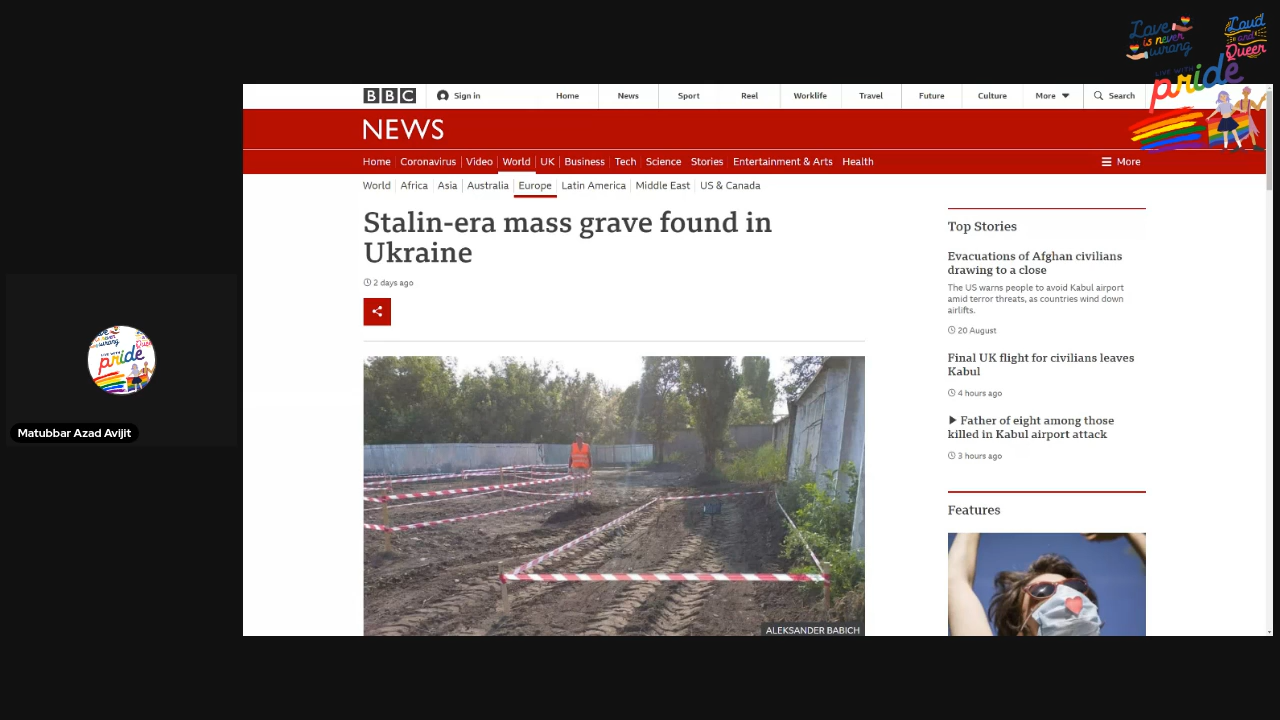 Love
is never
wrong
Loud
and
Queer
LIVE WITH
pride
BBC
Sign in
Home
News
Sport
Reel
Worklife
Travel
Future
Culture
More
Search
NEWS
Home
Coronavirus
Video
World
UK
Business
Tech
Science
Stories
Entertainment & Arts
Health
More
World
Africa
Asia
Australia
Europe
Latin America
Middle East
US & Canada
Stalin-era mass grave found in
Ukraine
2 days ago
ALEKSANDER BABICH
Top Stories
Evacuations of Afghan civilians
drawing to a close
The US warns people to avoid Kabul airport
amid terror threats, as countries wind down
airlifts.
20 August
Final UK flight for civilians leaves
Kabul
4 hours ago
Father of eight among those
killed in Kabul airport attack
3 hours ago
Features
LIVE WITH
pride
Matubbar Azad Avijit